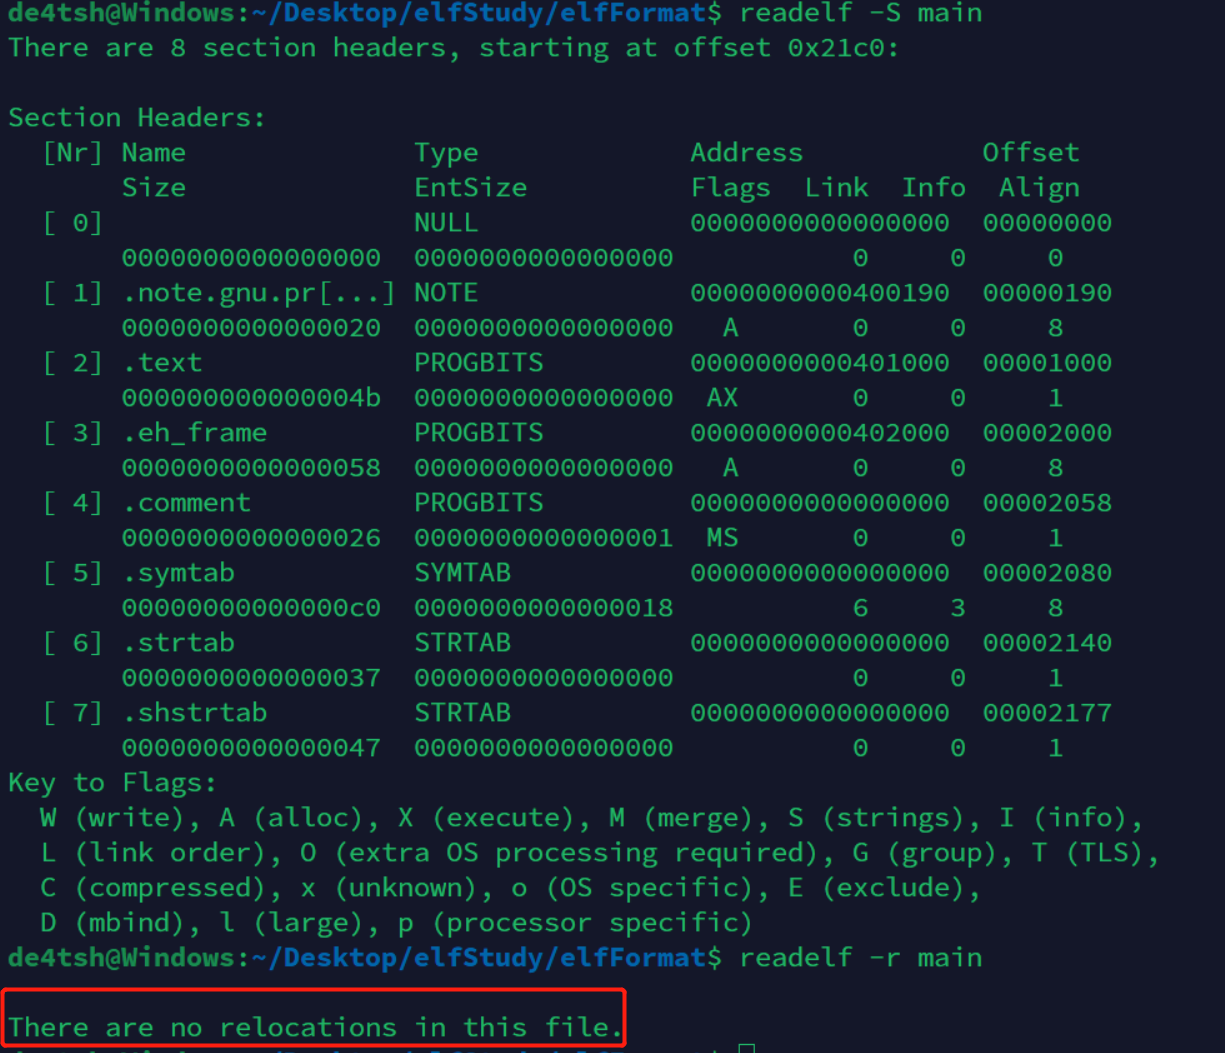 de4tsh@Windows:~/Desktop/elfStudy/elfFormat$ readelf -S main
There are 8 section headers, starting at offset 0x21c0:
Section Headers:
[Nr] Name Type Address Offset
Size EntSize Flags Link Info Align
[ 0] NULL 0000000000000000 00000000
0000000000000000 0000000000000000 0 0 0
[ 1] .note.gnu.pr[...] NOTE 0000000000400190 00000190
0000000000000020 0000000000000000 A 0 0 8
[ 2] .text PROGBITS 0000000000401000 00001000
000000000000004b 0000000000000000 AX 0 0 1
[ 3] .eh_frame PROGBITS 0000000000402000 00002000
0000000000000058 0000000000000000 A 0 0 8
[ 4] .comment PROGBITS 0000000000000000 00002058
0000000000000026 0000000000000001 MS 0 0 1
[ 5] .symtab SYMTAB 0000000000000000 00002080
00000000000000c0 0000000000000018 6 3 8
[ 6] .strtab STRTAB 0000000000000000 00002140
0000000000000037 0000000000000000 0 0 1
[ 7] .shstrtab STRTAB 0000000000000000 00002177
0000000000000047 0000000000000000 0 0 1
Key to Flags:
W (write), A (alloc), X (execute), M (merge), S (strings), I (info),
L (link order), O (extra OS processing required), G (group), T (TLS),
C (compressed), x (unknown), o (OS specific), E (exclude),
D (mbind), l (large), p (processor specific)
de4tsh@Windows:~/Desktop/elfStudy/elfFormat$ readelf -r main
There are no relocations in this file.